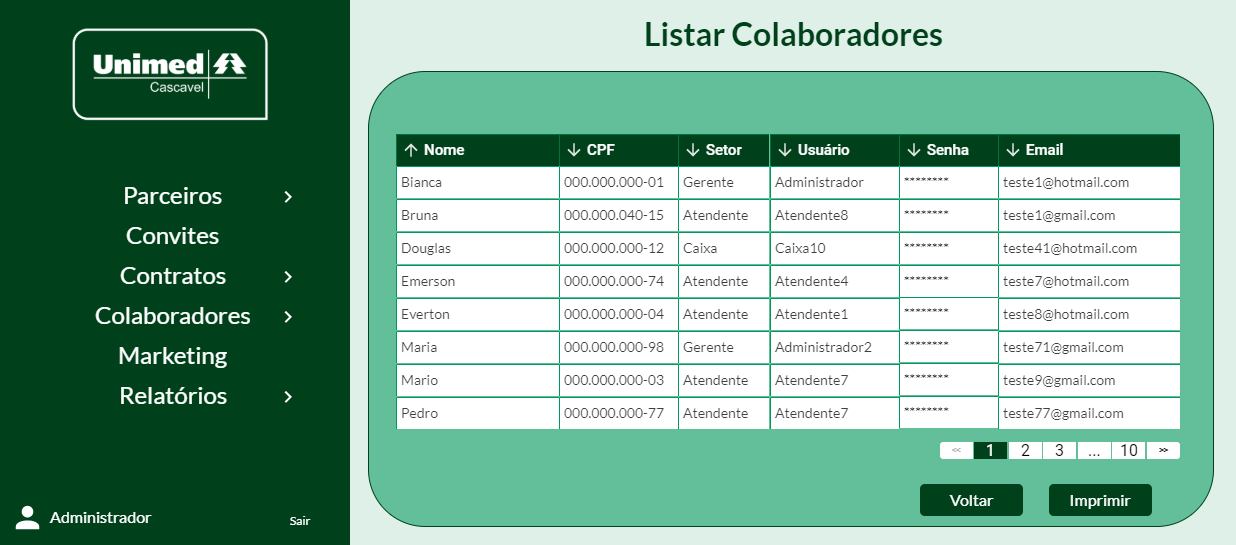 Unimed
Cascavel
Parceiros
Convites
Contratos
Colaboradores
Marketing
Relatórios
Administrador
Sair
Listar Colaboradores
Nome CPF Setor Usuário Senha Email
Bianca 000.000.000-01 Gerente Administrador ******** teste1@hotmail.com
Bruna 000.000.040-15 Atendente Atendente8 ******** teste1@gmail.com
Douglas 000.000.000-12 Caixa Caixa10 ******** teste41@hotmail.com
Emerson 000.000.000-74 Atendente Atendente4 ******** teste7@hotmail.com
Everton 000.000.000-04 Atendente Atendente1 ******** teste8@hotmail.com
Maria 000.000.000-98 Gerente Administrador2 ******** teste71@gmail.com
Mario 000.000.000-03 Atendente Atendente7 ******** teste9@gmail.com
Pedro 000.000.000-77 Atendente Atendente7 ******** teste77@gmail.com
<< 1 2 3 ... 10 >>
Voltar Imprimir